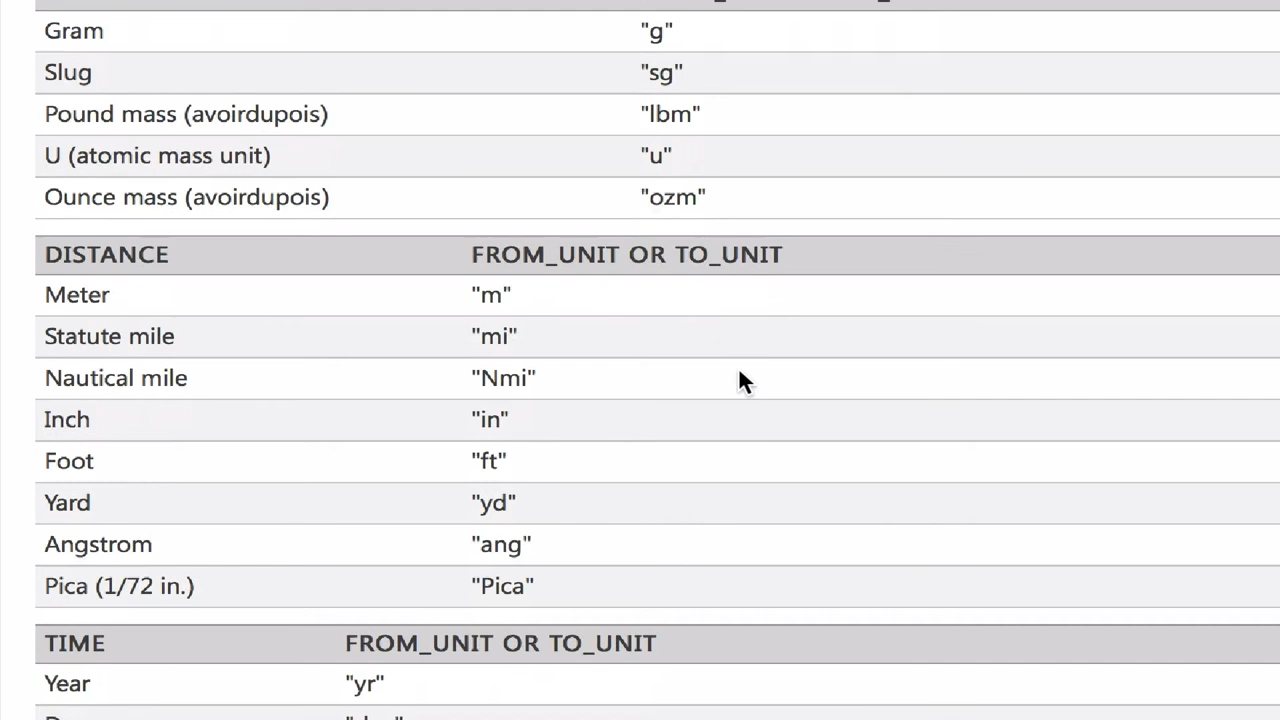 Gram "g"
Slug "sg"
Pound mass (avoirdupois) "lbm"
U (atomic mass unit) "u"
Ounce mass (avoirdupois) "ozm"
DISTANCE FROM_UNIT OR TO_UNIT
Meter "m"
Statute mile "mi"
Nautical mile "Nmi"
Inch "in"
Foot "ft"
Yard "yd"
Angstrom "ang"
Pica (1/72 in.) "Pica"
TIME FROM_UNIT OR TO_UNIT
Year "yr"